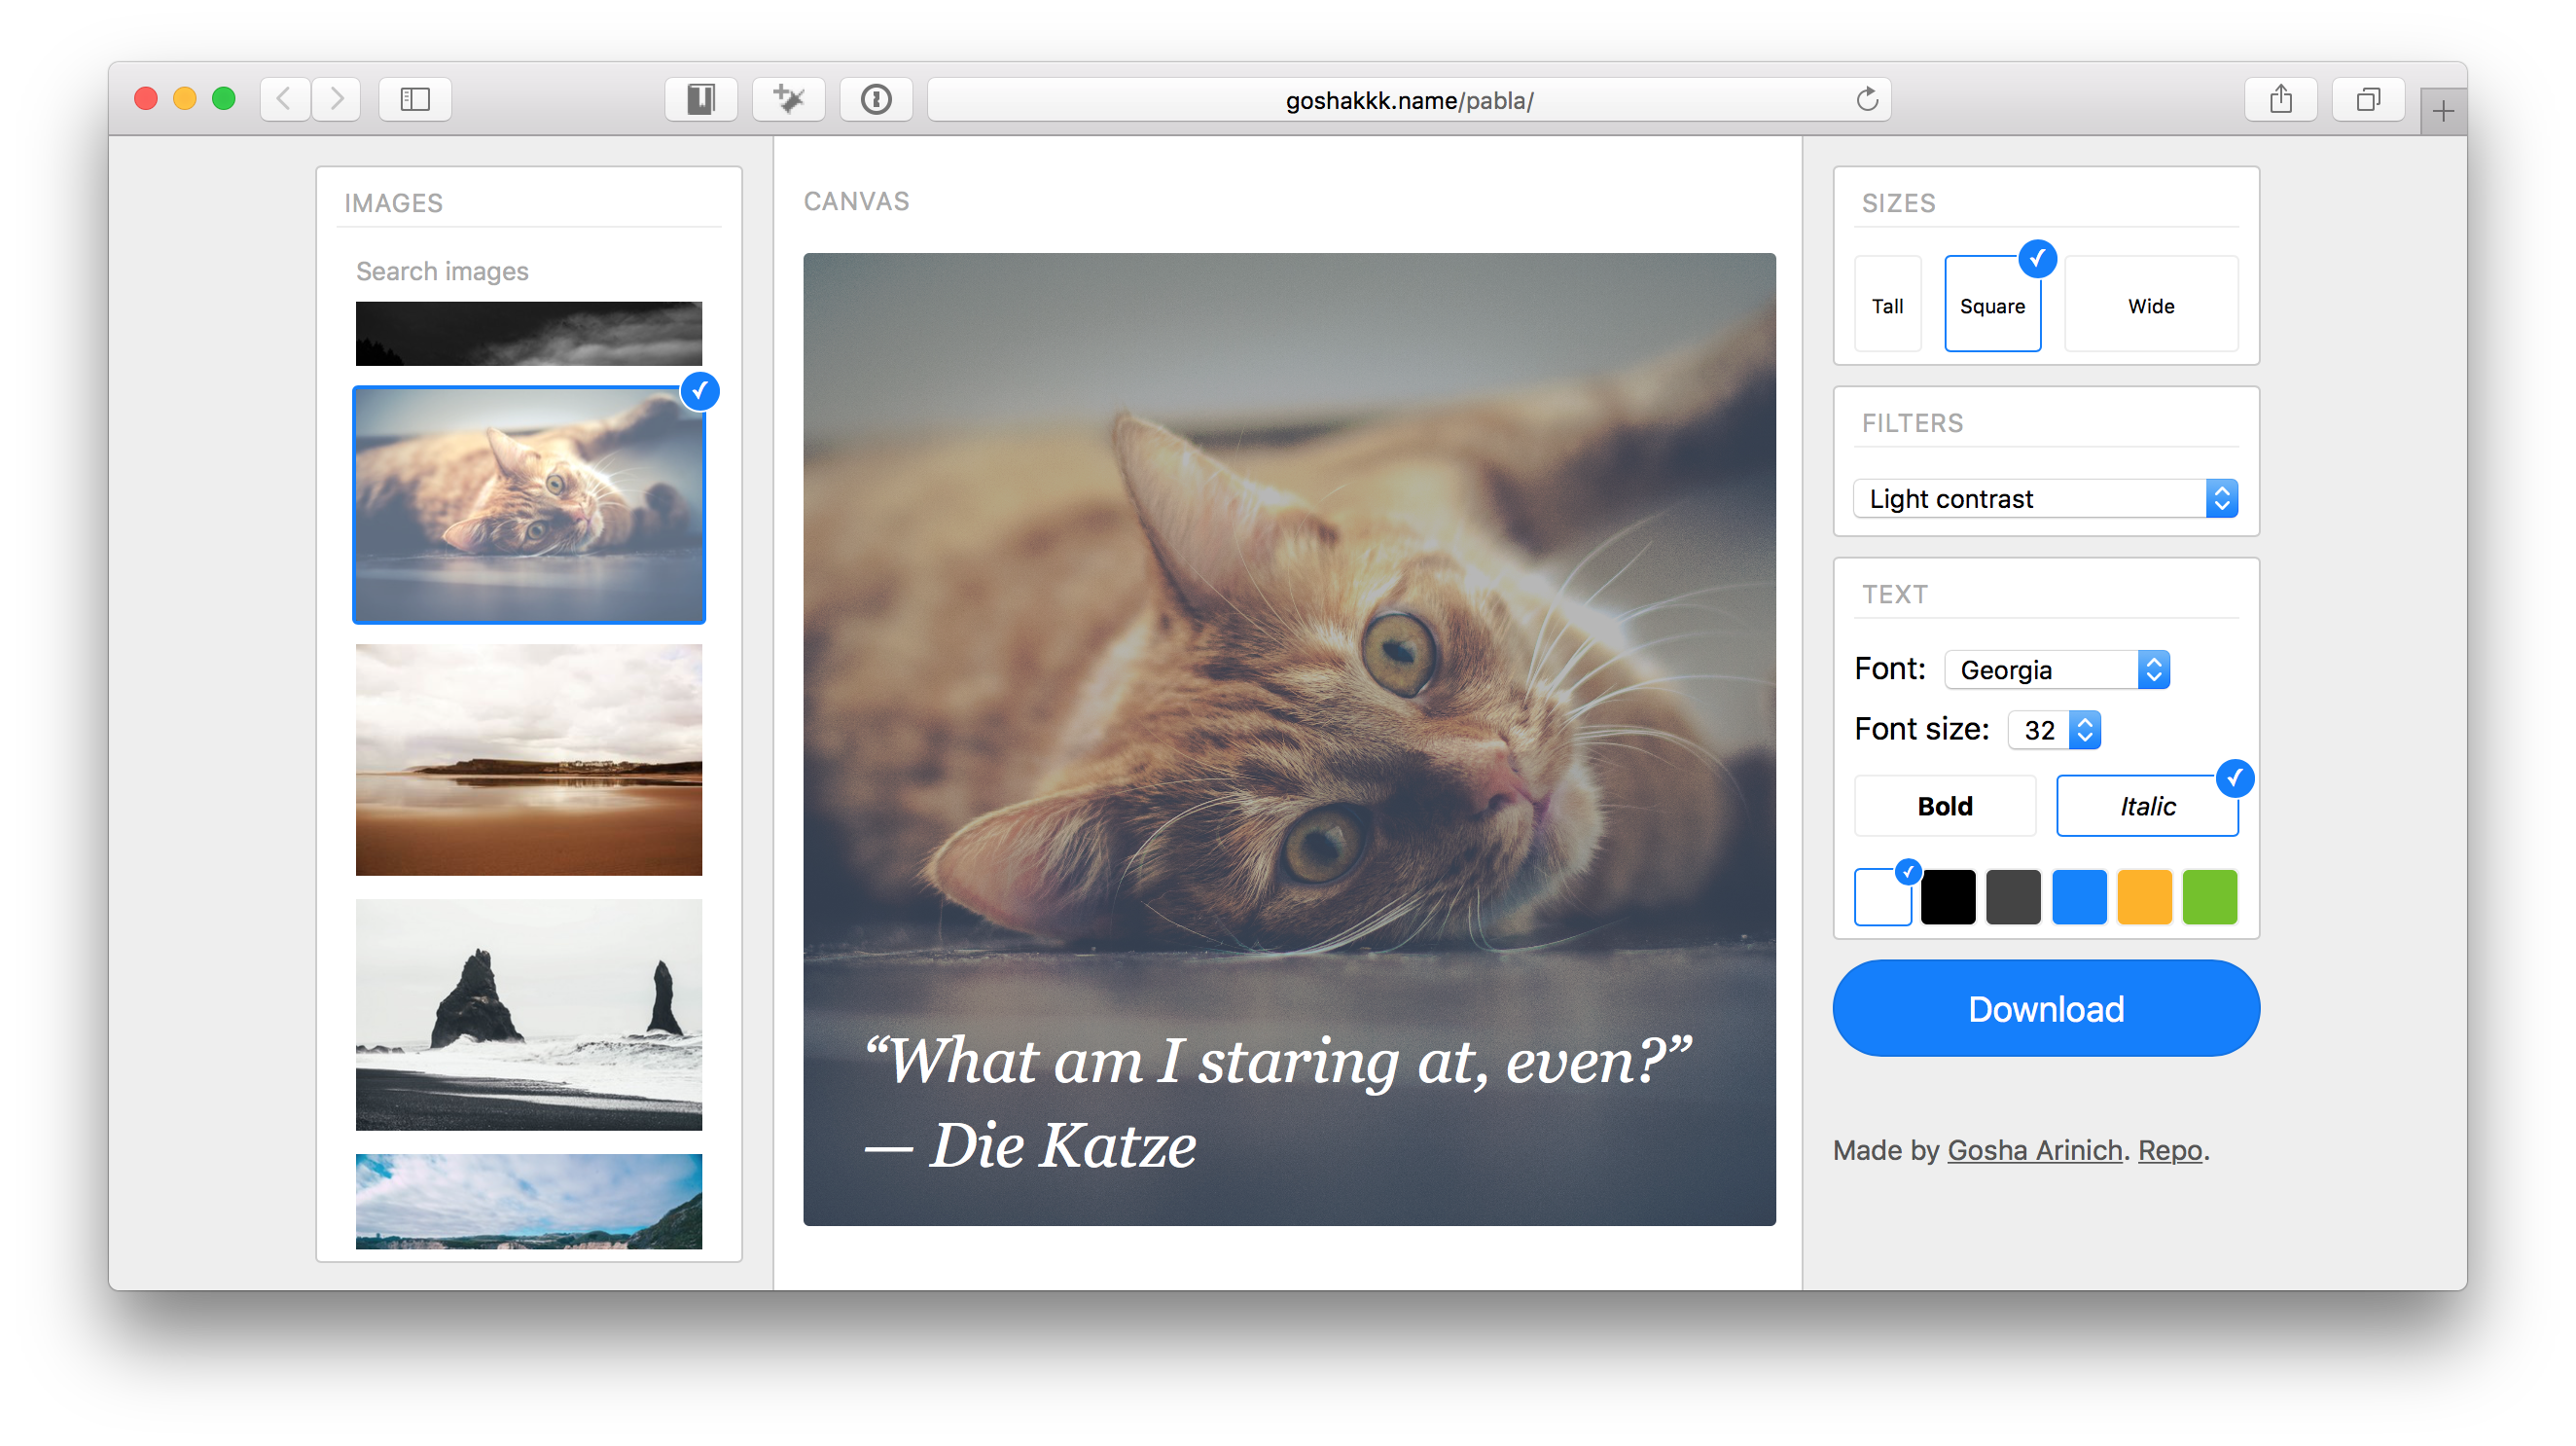 goshakkk.name/pabla/
IMAGES
Search images
CANVAS
“What am I staring at, even?”
— Die Katze
SIZES
Tall
Square
Wide
FILTERS
Light contrast
TEXT
Font: Georgia
Font size: 32
Bold
Italic
Download
Made by Gosha Arinich. Repo.